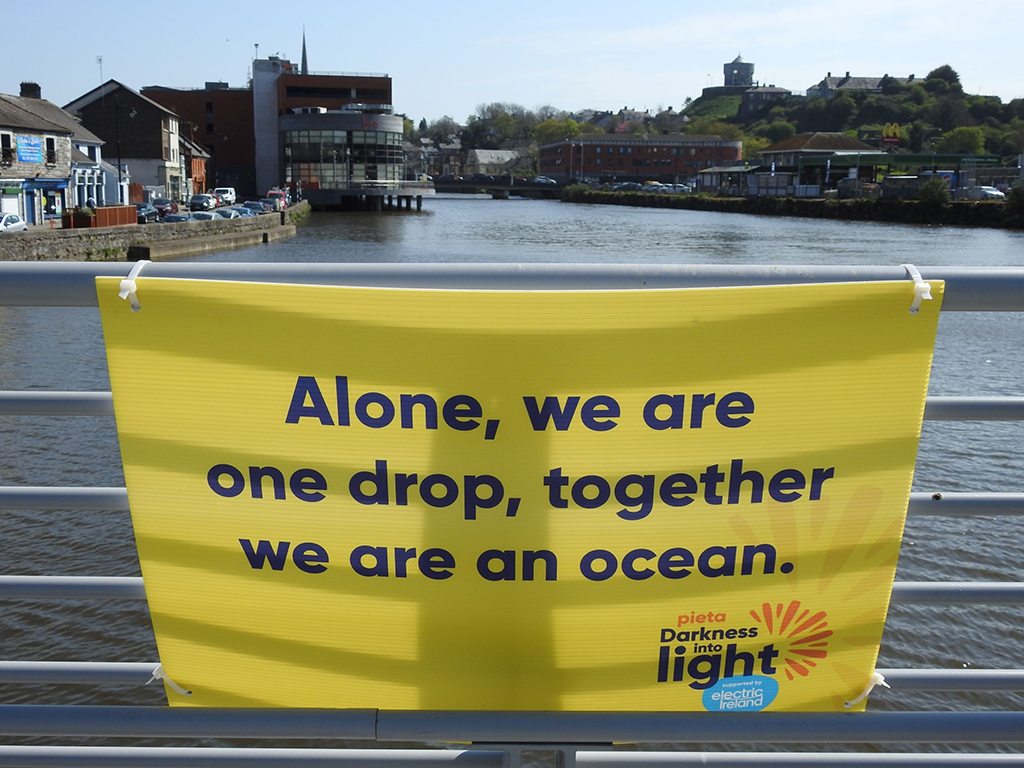 Alone, we are
one drop, together
we are an ocean.
pieta
Darkness
into
light
supported by
electric
Ireland